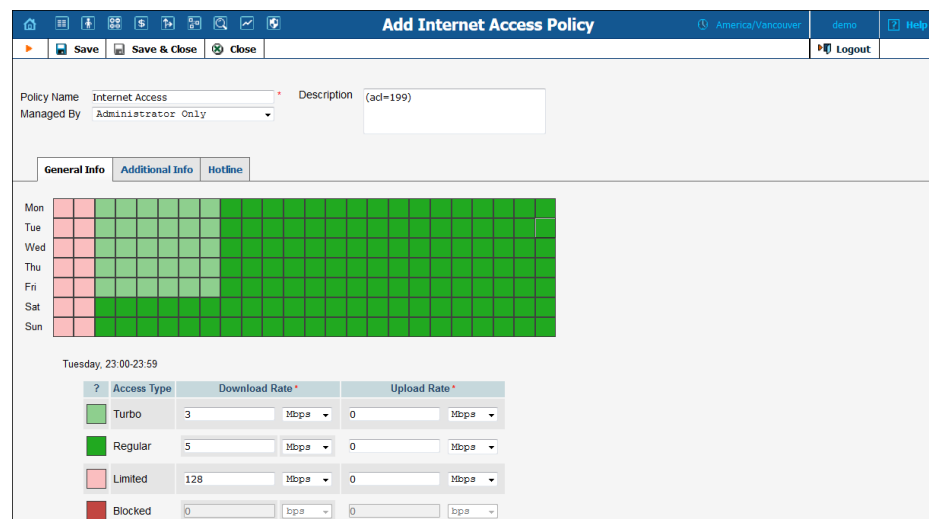 Add Internet Access Policy
America/Vancouver
demo
? Help
Save
Save & Close
Close
Logout
Policy Name Internet Access * Description (acl=199)
Managed By Administrator Only
General Info Additional Info Hotline
Mon
Tue
Wed
Thu
Fri
Sat
Sun
Tuesday, 23:00-23:59
? Access Type Download Rate * Upload Rate *
Turbo 3 Mbps 0 Mbps
Regular 5 Mbps 0 Mbps
Limited 128 Mbps 0 Mbps
Blocked 0 bps 0 bps